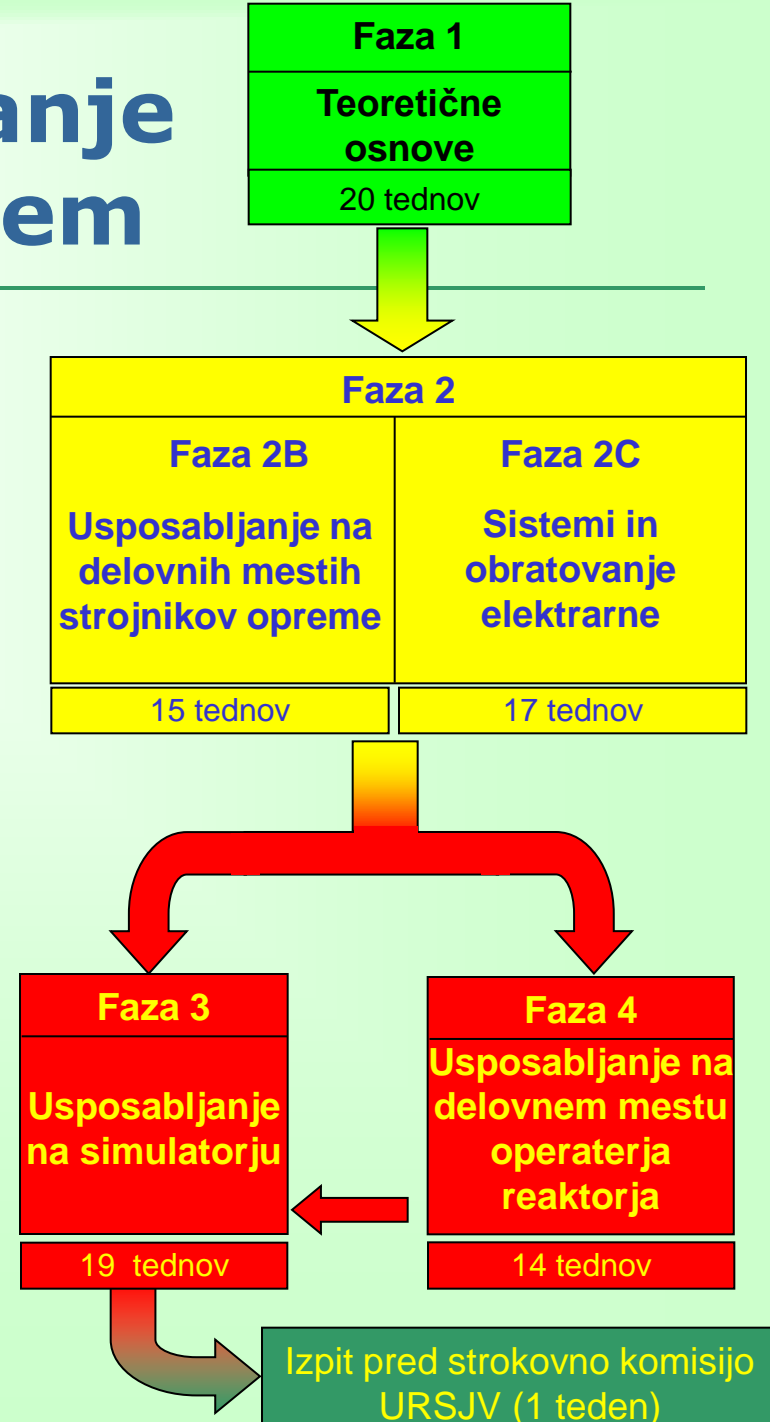 anje
em
Faza 1
Teoretične
osnove
20 tednov
Faza 2
Faza 2B
Usposabljanje na
delovnih mestih
strojnikov opreme
15 tednov
Faza 2C
Sistemi in
obratovanje
elektrarne
17 tednov
Faza 3
Usposabljanje
na simulatorju
19 tednov
Faza 4
Usposabljanje na
delovnem mestu
operaterja
reaktorja
14 tednov
Izpit pred strokovno komisijo
URSJV (1 teden)